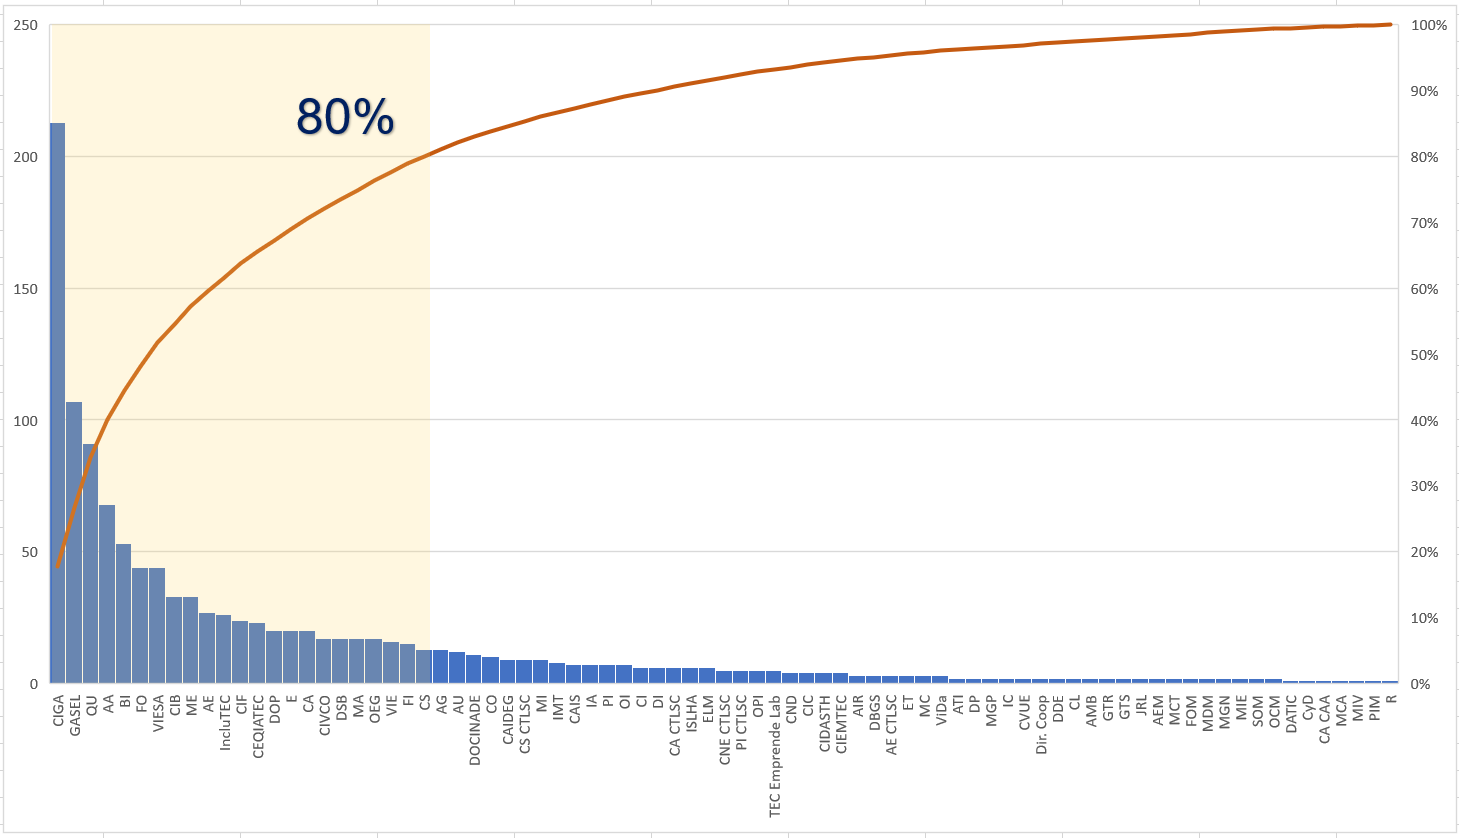 250
200
150
100
50
0
80%
100%
90%
80%
70%
60%
50%
40%
30%
20%
10%
0%
CIGA
GASEL
QU
AA
BI
FO
VIESA
CIB
ME
AE
IncluTEC
CIF
CEQIATEC
DOP
E
CA
CIVCO
DSB
MA
OEG
VIE
FI
CS
AG
AU
DOCINADE
CO
CAIDEG
CS CTLSC
MI
IMT
CAIS
IA
PI
OI
CI
DI
CA CTLSC
ISLHA
ELM
CNE CTLSC
PI CTLSC
OPI
TEC Emprende Lab
CND
CIC
CIDASTH
CIEMTEC
AIR
DBGS
AE CTLSC
ET
MC
ViDa
ATI
DP
MGP
IC
CVUE
Dir. Coop
DDE
CL
AMB
GTR
GTS
JRL
AEM
MCT
FOM
MDM
MGN
MIE
SOM
OCM
DATIC
CyD
CA CAA
MCA
MIV
PIM
R